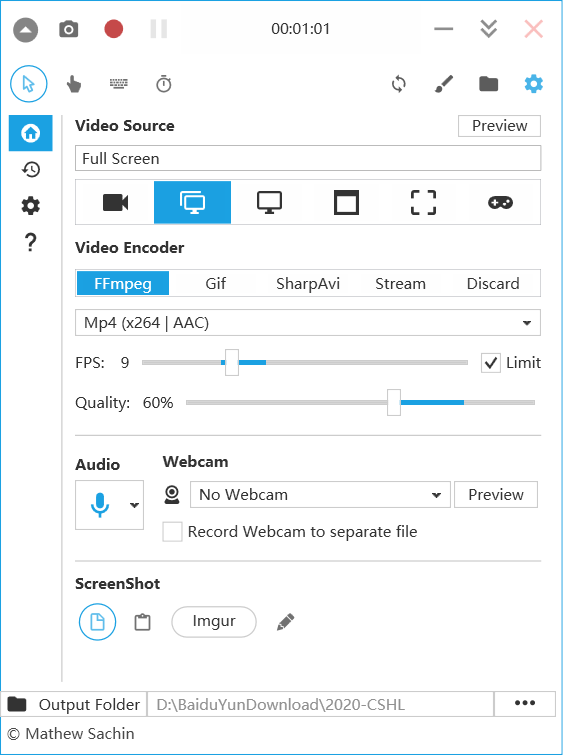 00:01:01
Video Source
Preview
Full Screen
Video Encoder
FFmpeg Gif SharpAvi Stream Discard
Mp4 (x264 | AAC)
FPS: 9 Limit
Quality: 60%
Audio
Webcam
No Webcam
Preview
Record Webcam to separate file
ScreenShot
Imgur
Output Folder D:\BaiduYunDownload\2020-CSHL
© Mathew Sachin